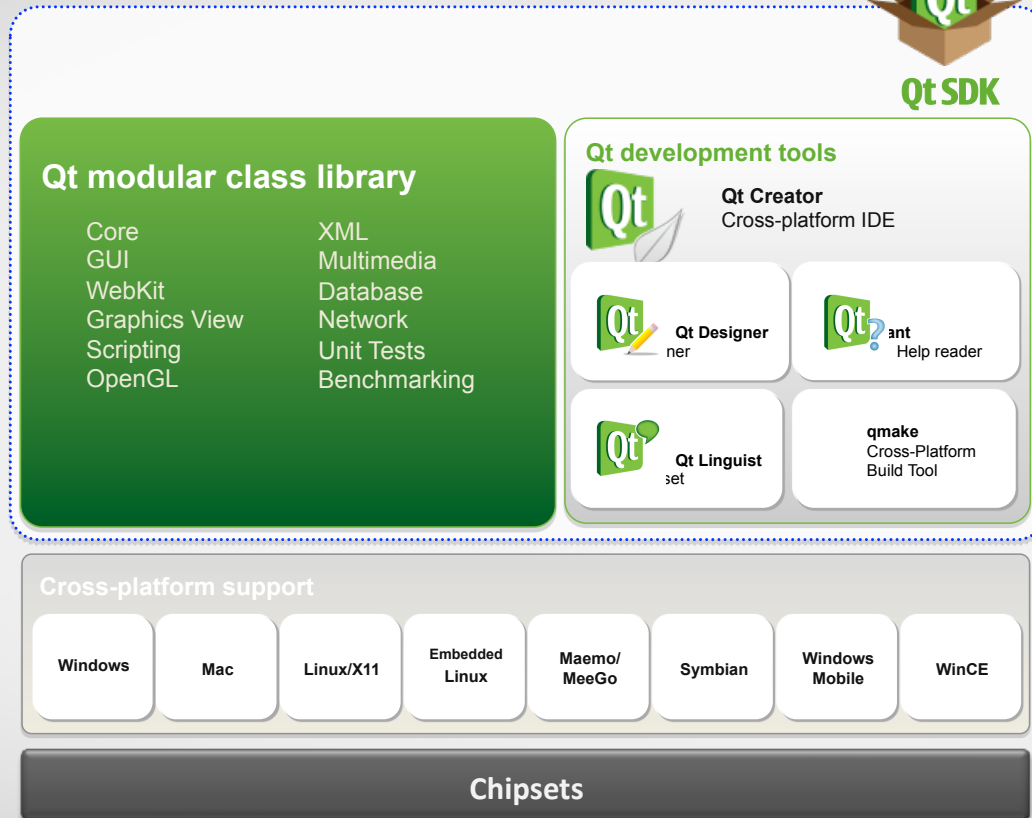 Qt
Qt SDK
Qt modular class library
Core
GUI
WebKit
Graphics View
Scripting
OpenGL
XML
Multimedia
Database
Network
Unit Tests
Benchmarking
Qt development tools
Qt
Qt Creator
Cross-platform IDE
Qt
Qt Designer
ner
Qt
ant
Help reader
Qt
Qt Linguist
set
qmake
Cross-Platform
Build Tool
Cross-platform support
Windows
Mac
Linux/X11
Embedded
Linux
Maemo/
MeeGo
Symbian
Windows
Mobile
WinCE
Chipsets